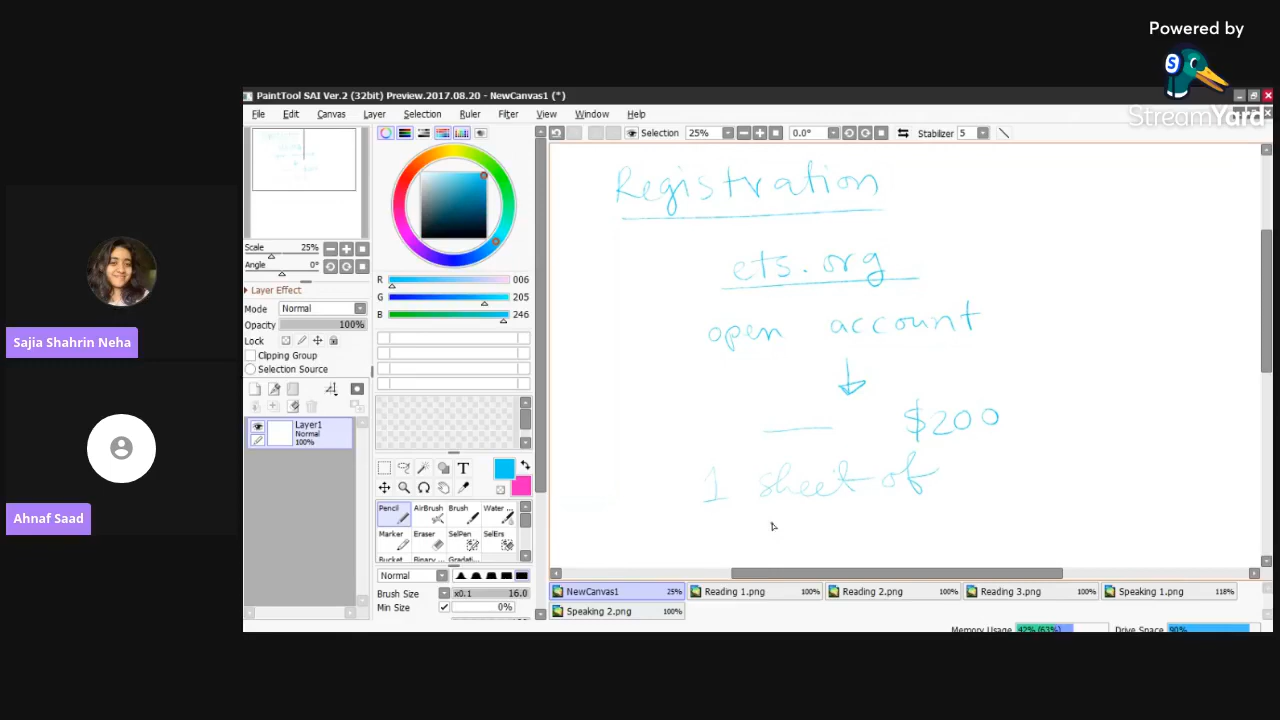 Powered by
StreamYard
PaintTool SAI Ver.2 (32bit) Preview.2017.08.20 - NewCanvas1 (*)
File Edit Canvas Layer Selection Ruler Filter View Window Help
Selection 25% 0.0° Stabilizer 5
Scale 25%
Angle 0°
Layer Effect
Mode Normal
Opacity 100%
Lock
Clipping Group
Selection Source
Layer1
Normal
100%
R 006
G 205
B 246
T
Pencil AirBrush Brush Water ...
Marker Eraser SelPen SelErs
Bucket Binary ... Gradati...
Normal
Brush Size x0.1 16.0
Min Size 0%
Registration
ets.org
open account
$200
1 sheet of
NewCanvas1 25% Reading 1.png 100% Reading 2.png 100% Reading 3.png 100% Speaking 1.png 118%
Speaking 2.png 100%
Memory Usage 42% (63%) Drive Space 90%
Sajia Shahrin Neha
Ahnaf Saad